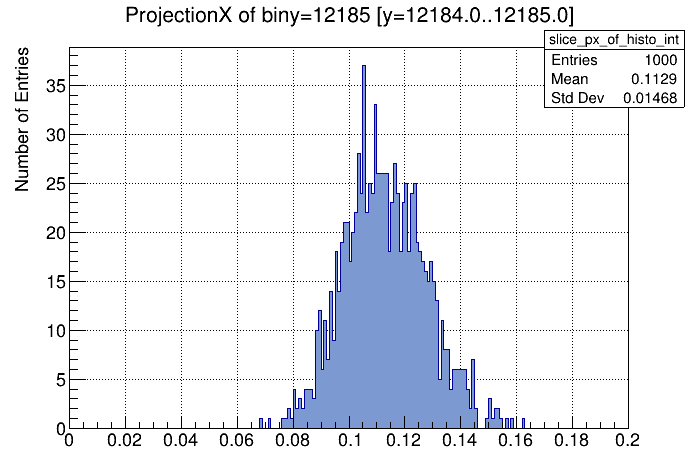 ProjectionX of biny=12185 [y=12184.0..12185.0]
slice_px_of_histo_int
Entries 1000
Mean 0.1129
Std Dev 0.01468
Number of Entries
35
30
25
20
15
10
5
0
0 0.02 0.04 0.06 0.08 0.1 0.12 0.14 0.16 0.18 0.2